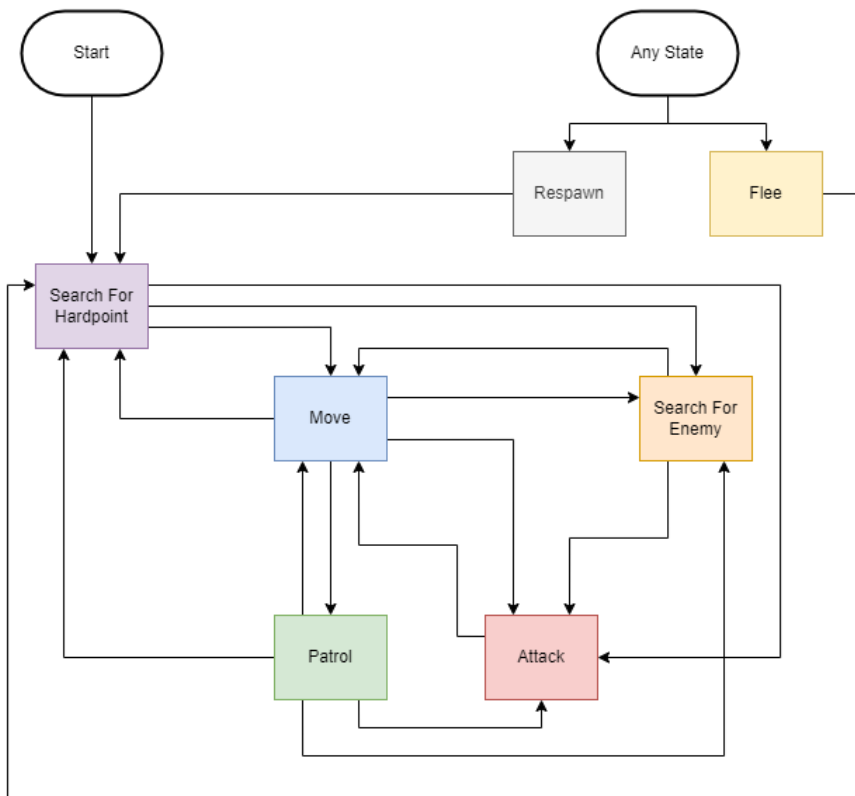 Start
Any State
Respawn
Flee
Search For
Hardpoint
Move
Search For
Enemy
Patrol
Attack